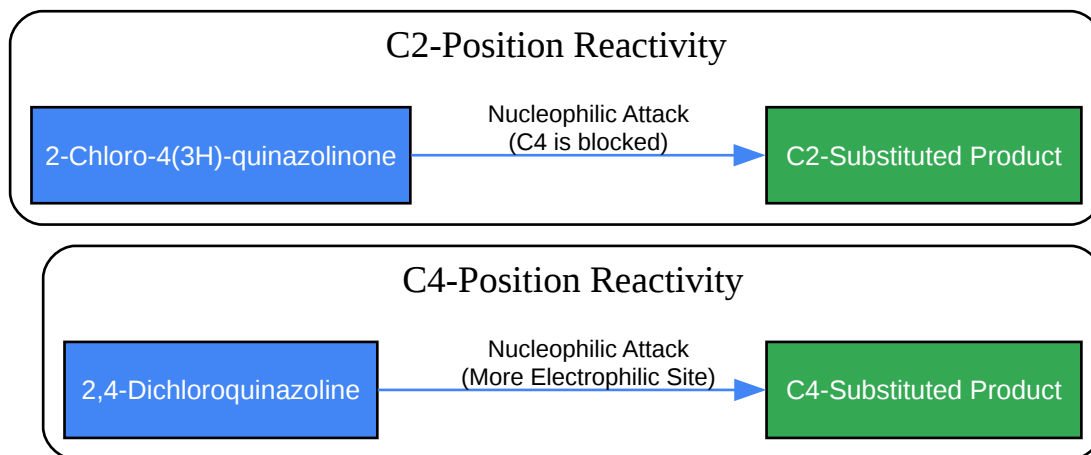 C2-Position Reactivity
2-Chloro-4(3H)-quinazolinone
Nucleophilic Attack
(C4 is blocked)
C2-Substituted Product
C4-Position Reactivity
2,4-Dichloroquinazoline
Nucleophilic Attack
(More Electrophilic Site)
C4-Substituted Product